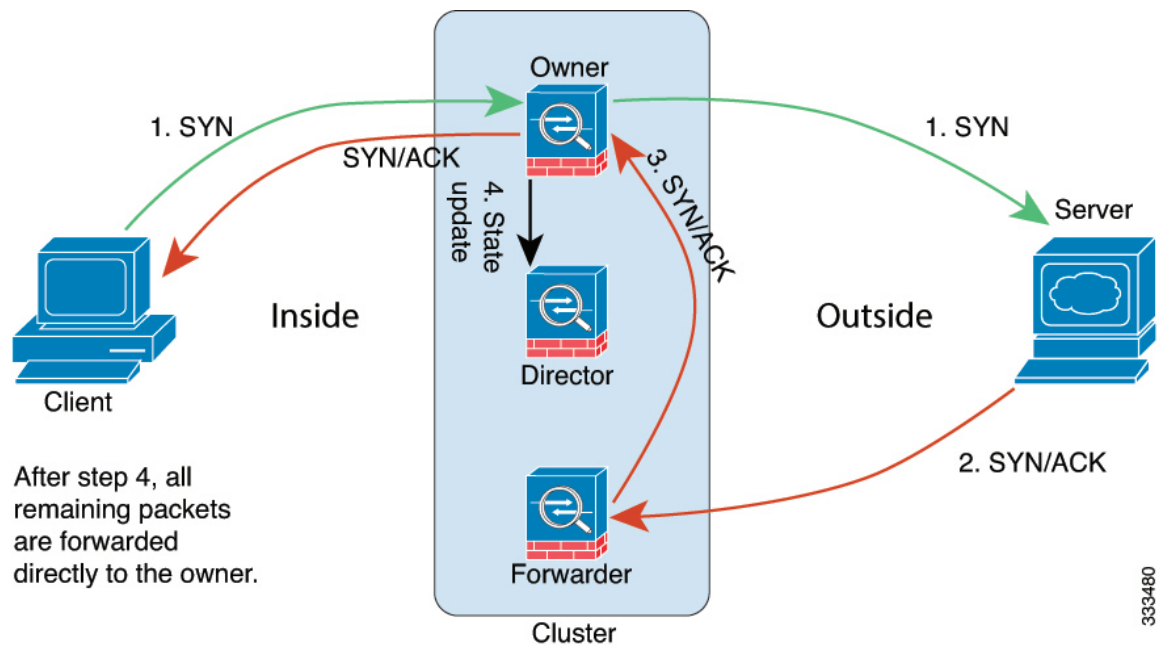 Owner
1. SYN
1. SYN
SYN/ACK
3. SYN/ACK
4. State
update
Server
Inside
Outside
Director
Client
2. SYN/ACK
After step 4, all
remaining packets
are forwarded
directly to the owner.
Forwarder
333480
Cluster